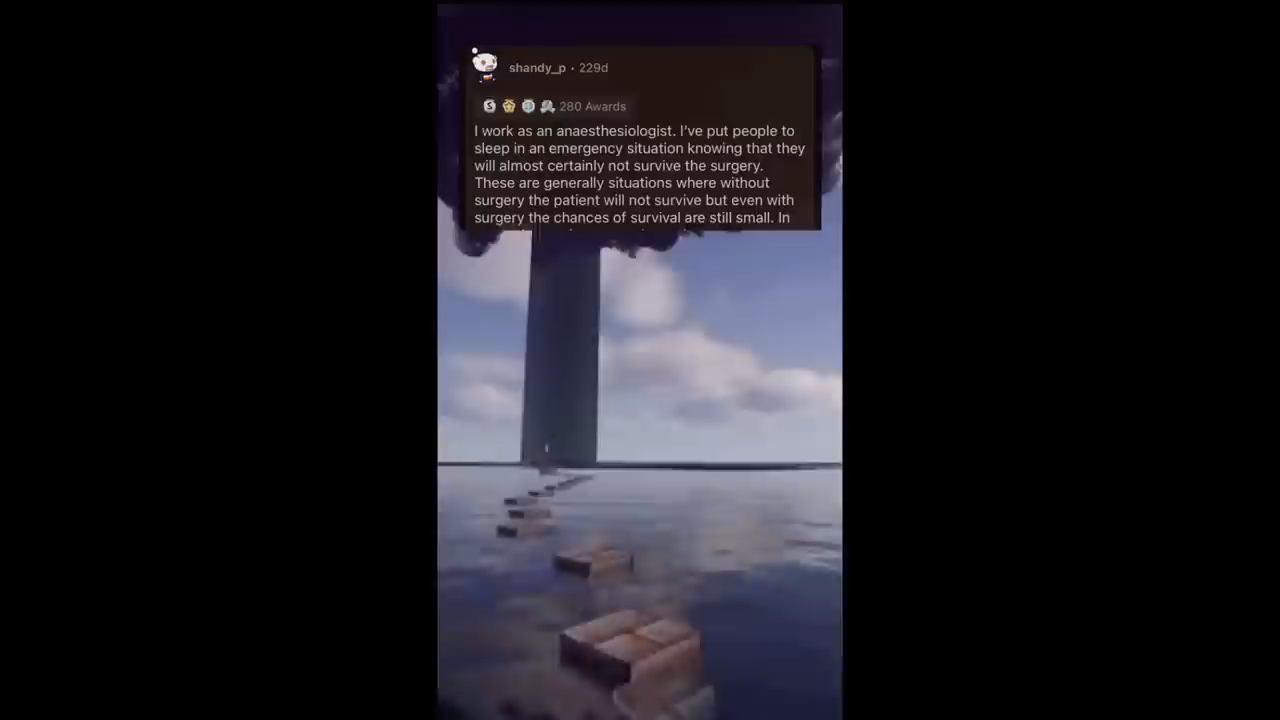 shandy_p • 229d
280 Awards
I work as an anaesthesiologist. I've put people to
sleep in an emergency situation knowing that they
will almost certainly not survive the surgery.
These are generally situations where without
surgery the patient will not survive but even with
surgery the chances of survival are still small. In